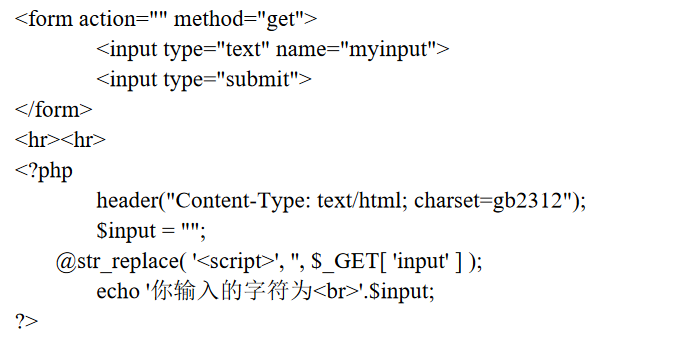 <form action="" method="get">
<input type="text" name="myinput">
<input type="submit">
</form>
<hr><hr>
<?php
header("Content-Type: text/html; charset=gb2312");
$input = "";
@str_replace( '<script>', '', $_GET[ 'input' ] );
echo '你输入的字符为<br>'.$input;
?>